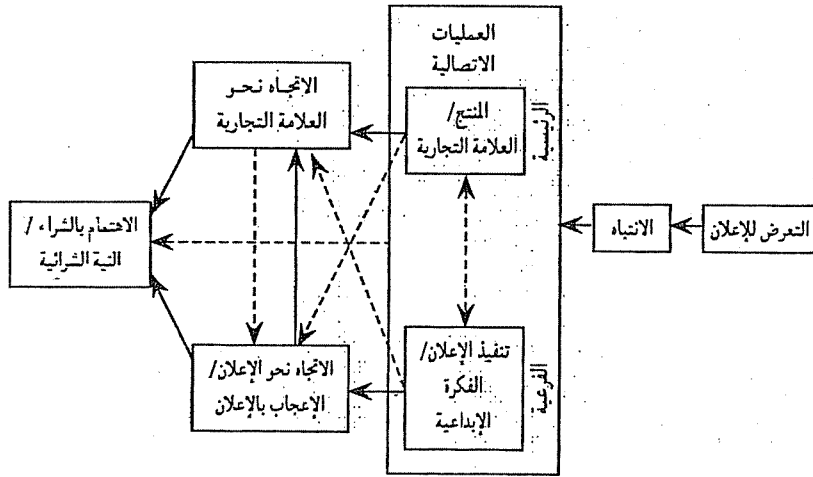 التعرض للإعلان
الانتباه
العمليات
الاتصالية
الرئيسية
المنتج/
العلامة التجارية
الفرعية
تنفيذ الإعلان/
الفكرة
الإبداعية
الاتجاه نحو
العلامة التجارية
الاتجاه نحو الإعلان/
الإعجاب بالإعلان
الاهتمام بالشراء /
النية الشرائية